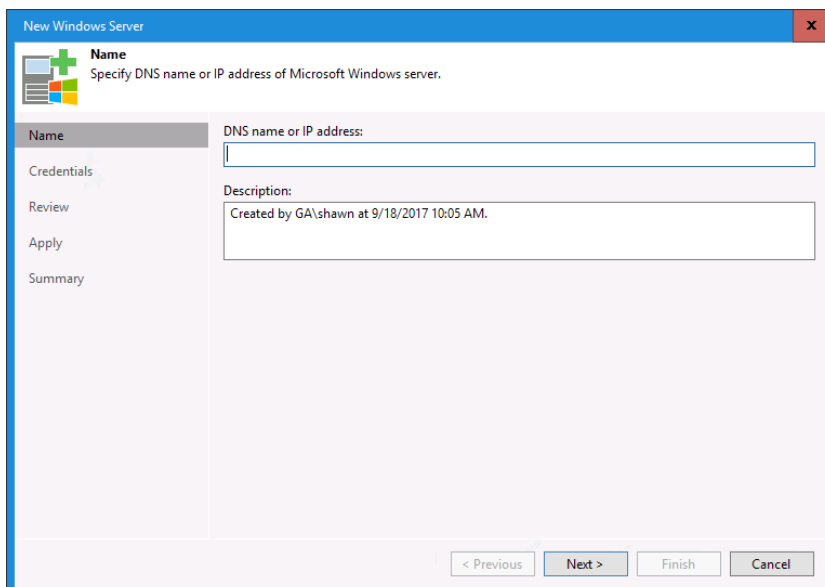 New Windows Server
x
Name
Specify DNS name or IP address of Microsoft Windows server.
Name
Credentials
Review
Apply
Summary
DNS name or IP address:
Description:
Created by GA\shawn at 9/18/2017 10:05 AM.
< Previous
Next >
Finish
Cancel